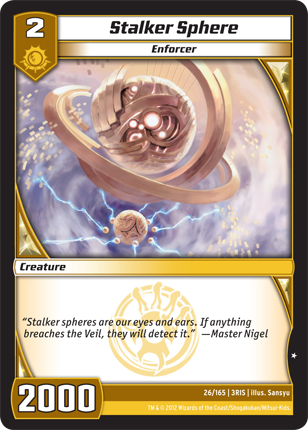 2
Stalker Sphere
Enforcer
Creature
“Stalker spheres are our eyes and ears. If anything
breaches the Veil, they will detect it.” —Master Nigel
2000
26/165 | 3RIS | illus. Sansyu
TM & © 2012 Wizards of the Coast/Shogakukan/Mitsui-Kids